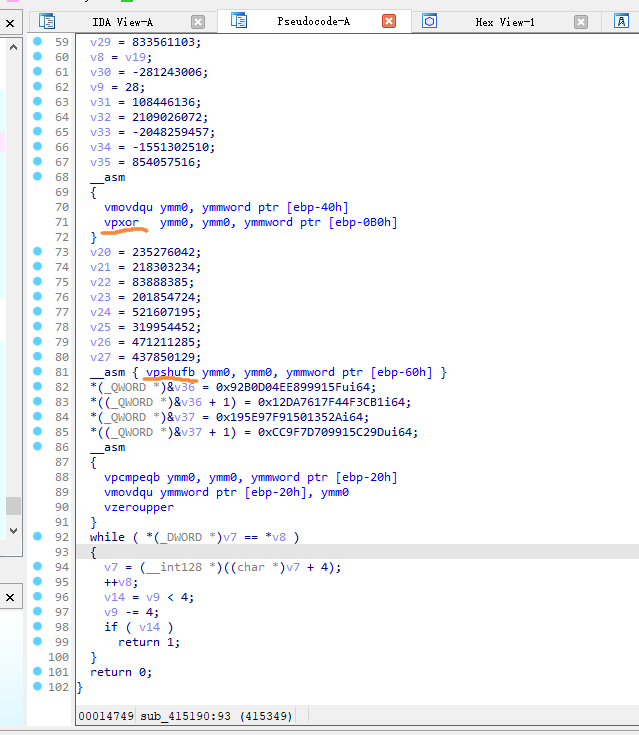 IDA View-A
Pseudocode-A
Hex View-1
59 v29 = 833561103;
60 v8 = v19;
61 v30 = -281243006;
62 v9 = 28;
63 v31 = 108446136;
64 v32 = 2109026072;
65 v33 = -2048259457;
66 v34 = -1551302510;
67 v35 = 854057516;
68 __asm
69 {
70 vmovdqu ymm0, ymmword ptr [ebp-40h]
71 vpxor ymm0, ymm0, ymmword ptr [ebp-0B0h]
72 }
73 v20 = 235276042;
74 v21 = 218303234;
75 v22 = 83888385;
76 v23 = 201854724;
77 v24 = 521607195;
78 v25 = 319954452;
79 v26 = 471211285;
80 v27 = 437850129;
81 __asm { vpshufb ymm0, ymm0, ymmword ptr [ebp-60h] }
82 *(_QWORD *)&v36 = 0x92B0D04EE899915Fui64;
83 *((_QWORD *)&v36 + 1) = 0x12DA7617F44F3CB1i64;
84 *(_QWORD *)&v37 = 0x195E97F91501352Ai64;
85 *((_QWORD *)&v37 + 1) = 0xCC9F7D709915C29Dui64;
86 __asm
87 {
88 vpcmpeqb ymm0, ymm0, ymmword ptr [ebp-20h]
89 vmovdqu ymmword ptr [ebp-20h], ymm0
90 vzeroupper
91 }
92 while ( *(_DWORD *)v7 == *v8 )
93 {
94 v7 = (__int128 *)((char *)v7 + 4);
95 ++v8;
96 v14 = v9 < 4;
97 v9 -= 4;
98 if ( v14 )
99 return 1;
100 }
101 return 0;
102 }
00014749 sub_415190:93 (415349)